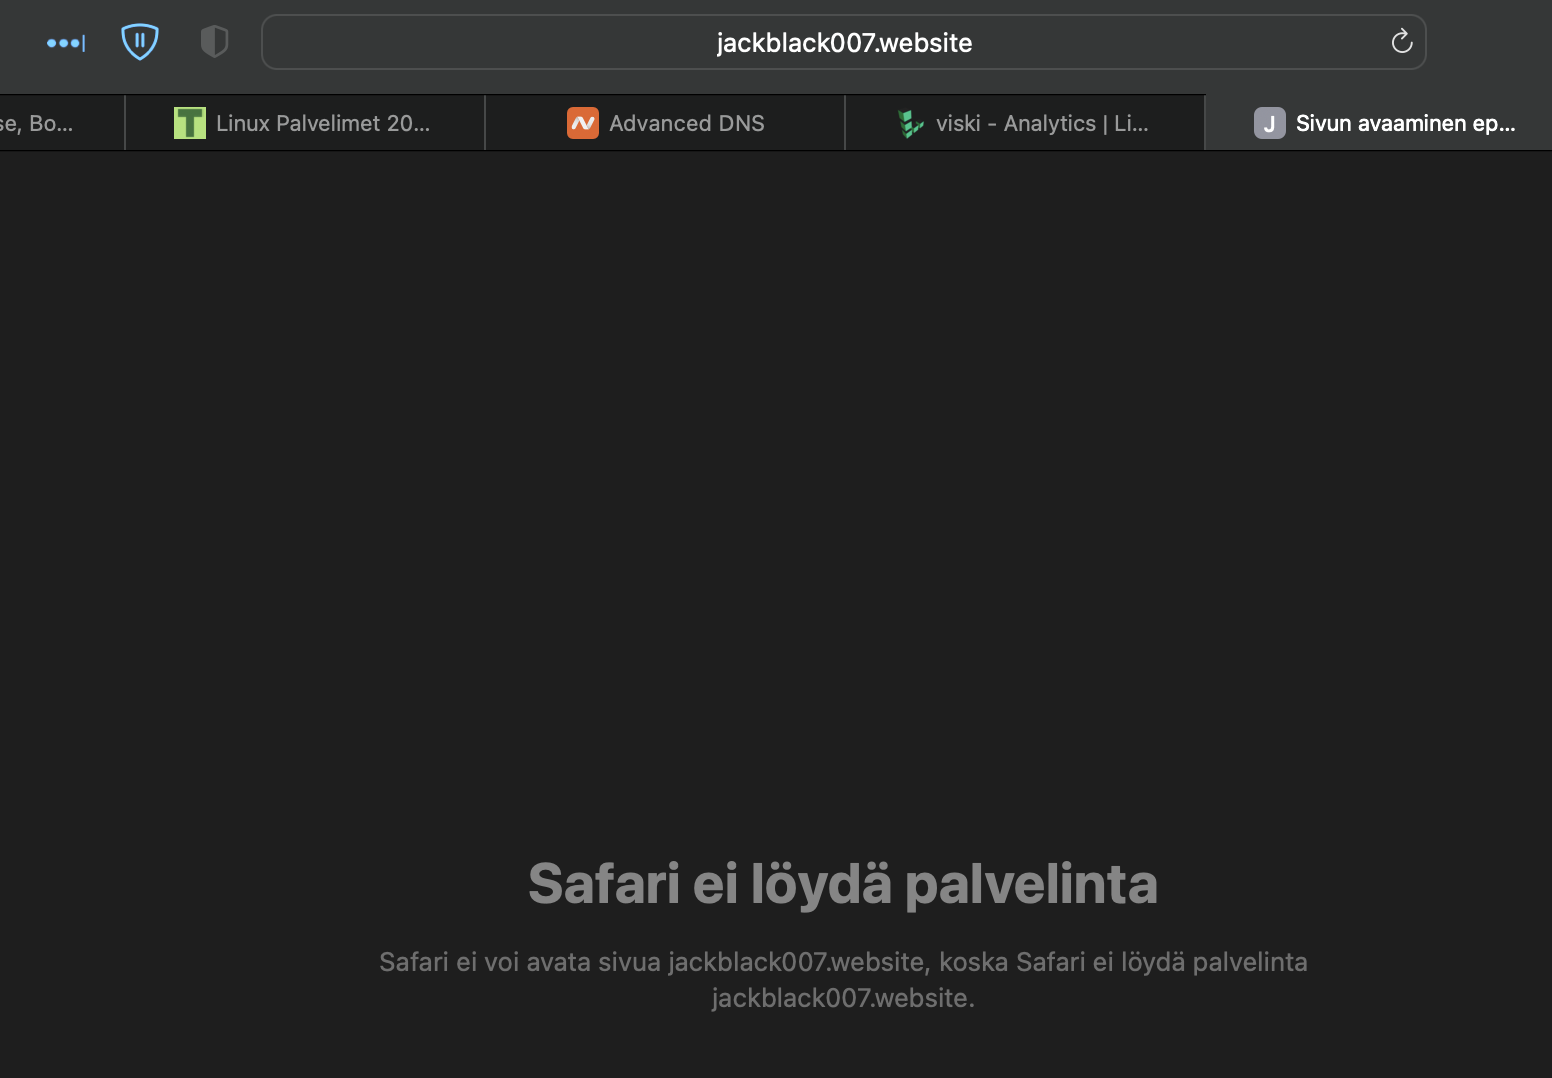 jackblack007.website
se, Bo...
T Linux Palvelimet 20...
Advanced DNS
viski - Analytics | Li...
J Sivun avaaminen ep...
Safari ei löydä palvelinta
Safari ei voi avata sivua jackblack007.website, koska Safari ei löydä palvelinta
jackblack007.website.